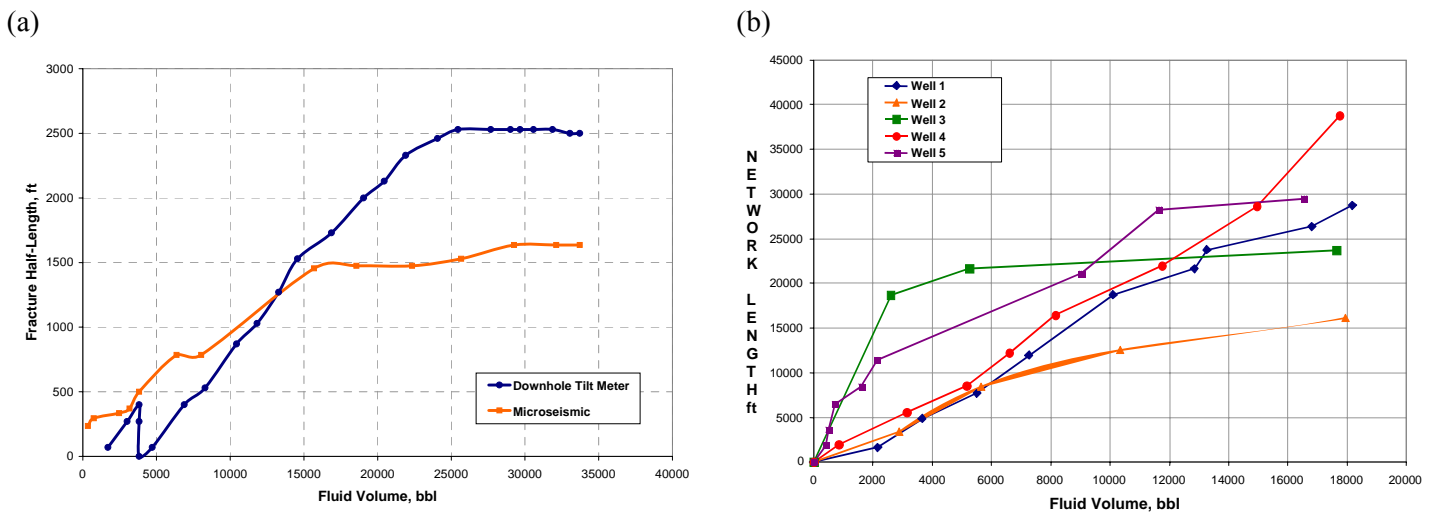 (a)
(b)
3000
2500
2000
1500
1000
500
0
Fracture Half-Length, ft
0 5000 10000 15000 20000 25000 30000 35000 40000
Fluid Volume, bbl
Downhole Tilt Meter
Microseismic
45000
40000
35000
30000
25000
20000
15000
10000
5000
0
NETWORK LENGTH ft
0 2000 4000 6000 8000 10000 12000 14000 16000 18000 20000
Fluid Volume, bbl
Well 1
Well 2
Well 3
Well 4
Well 5